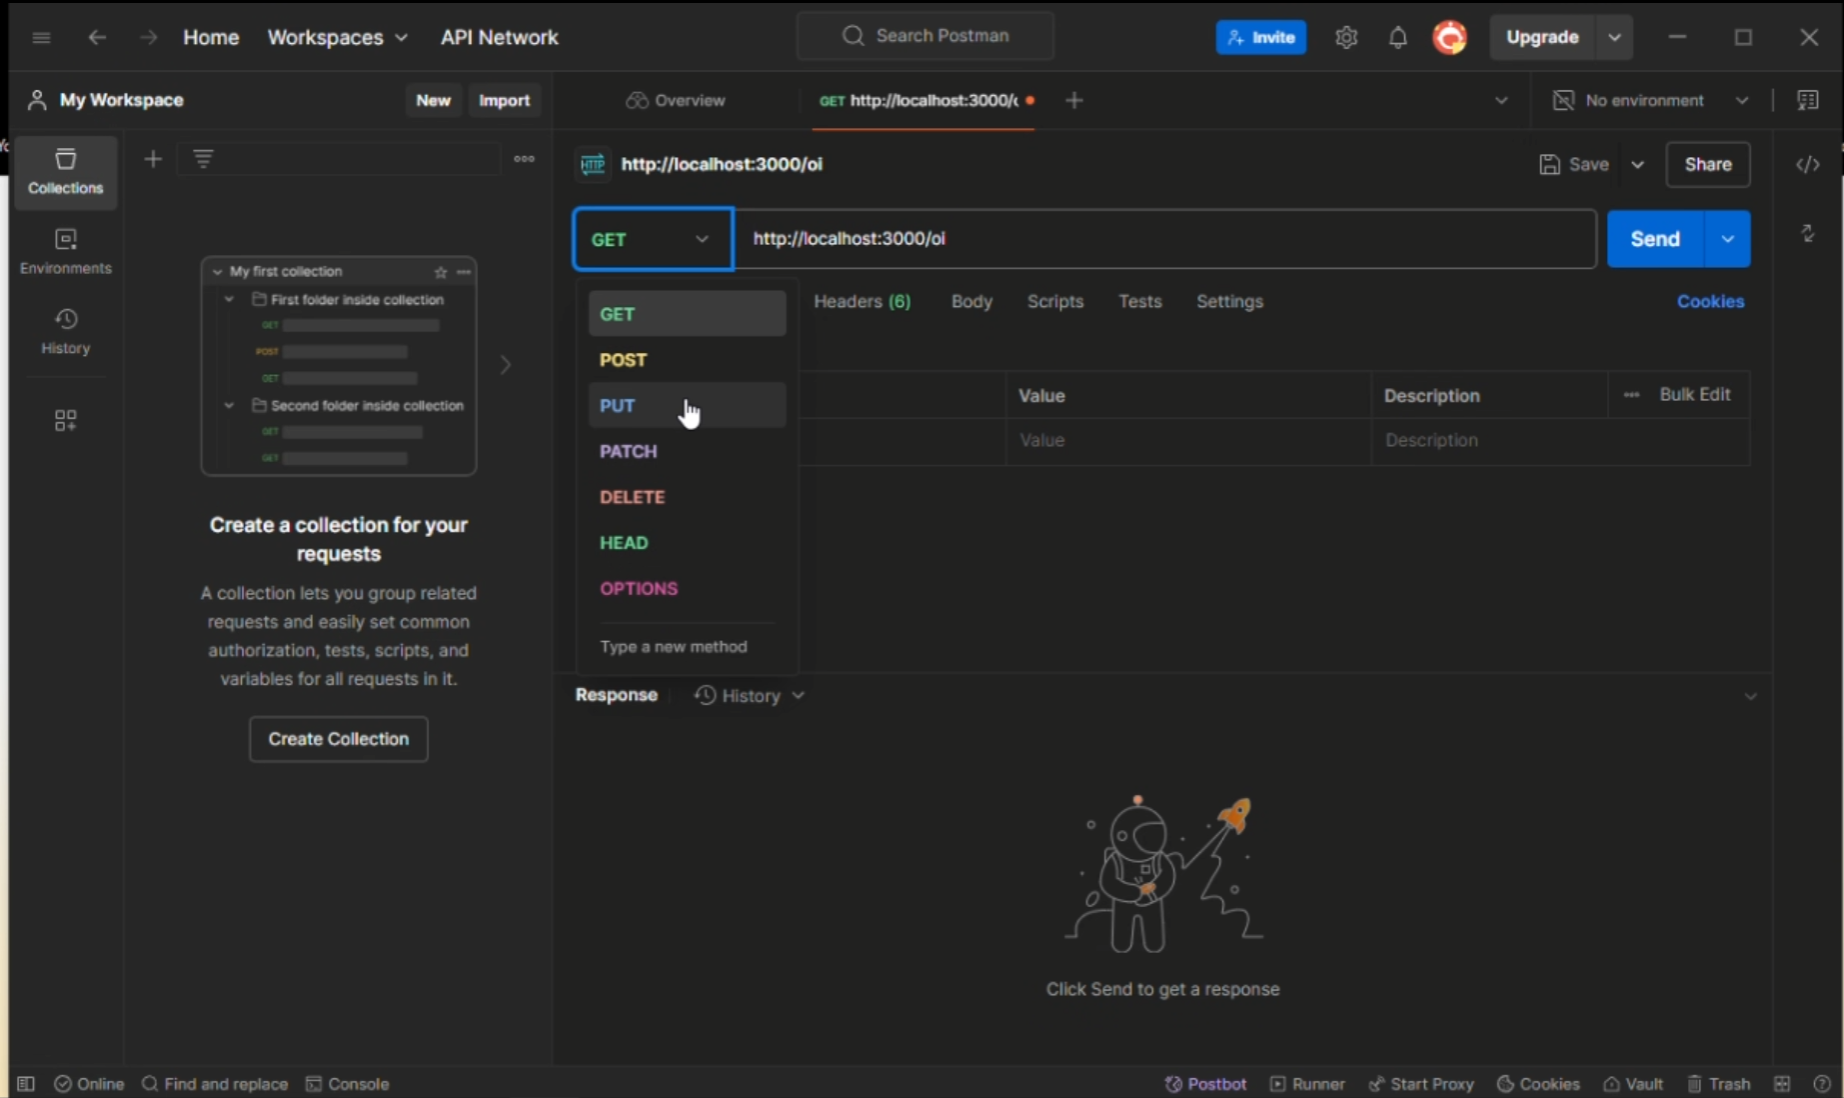 Home Workspaces API Network Search Postman Invite Upgrade
My Workspace New Import Overview GET http://localhost:3000/ No environment
Collections
Environments
History
My first collection
First folder inside collection
GET
POST
GET
Second folder inside collection
GET
GET
Create a collection for your
requests
A collection lets you group related
requests and easily set common
authorization, tests, scripts, and
variables for all requests in it.
Create Collection
HTTP http://localhost:3000/oi Save Share
GET http://localhost:3000/oi Send
Headers (6) Body Scripts Tests Settings Cookies
GET
POST
PUT
PATCH
DELETE
HEAD
OPTIONS
Type a new method
Value Description Bulk Edit
Value Description
Response History
Click Send to get a response
Online Find and replace Console Postbot Runner Start Proxy Cookies Vault Trash